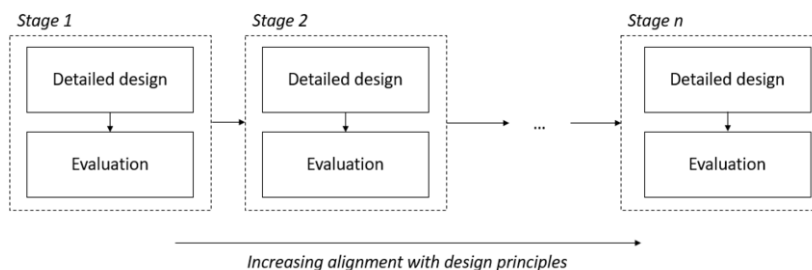 Stage 1
Stage 2
Stage n
Detailed design
Detailed design
Detailed design
...
Evaluation
Evaluation
Evaluation
Increasing alignment with design principles